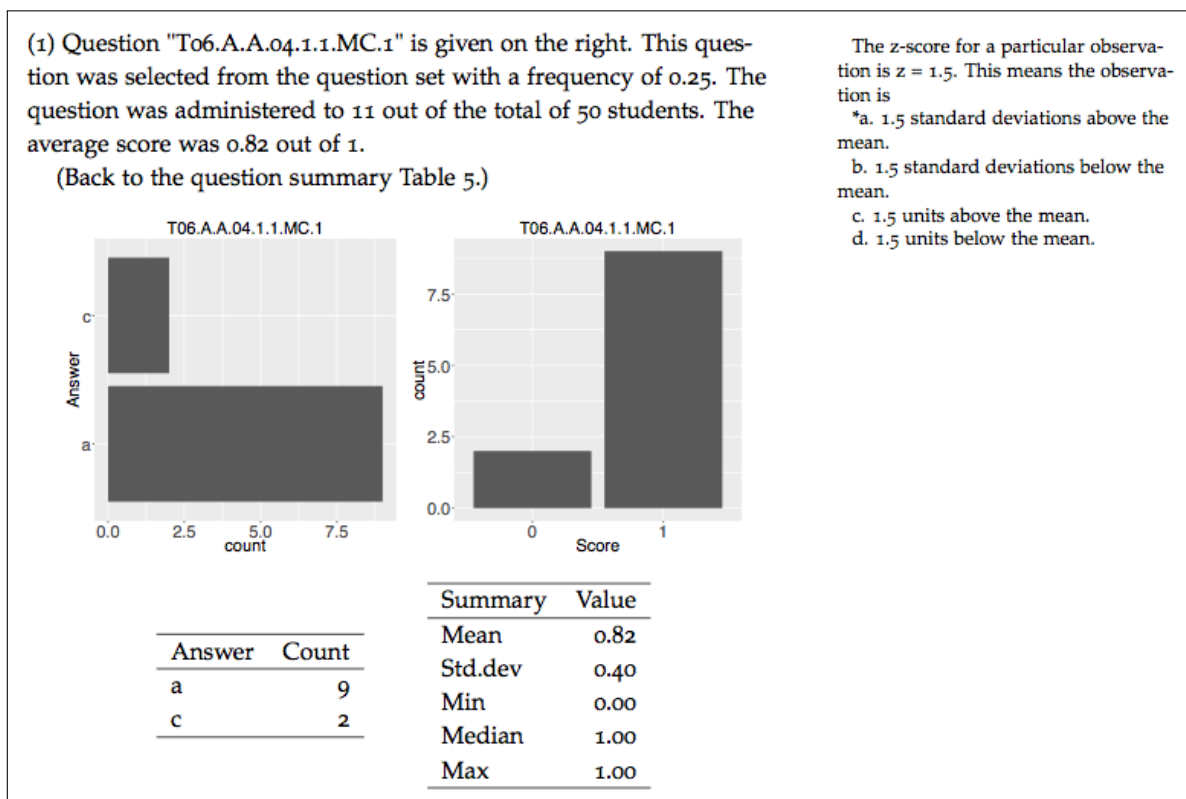 (1) Question "T06.A.A.04.1.1.MC.1" is given on the right. This ques-
tion was selected from the question set with a frequency of 0.25. The
question was administered to 11 out of the total of 50 students. The
average score was 0.82 out of 1.
(Back to the question summary Table 5.)
The z-score for a particular observa-
tion is z = 1.5. This means the observa-
tion is
*a. 1.5 standard deviations above the
mean.
b. 1.5 standard deviations below the
mean.
c. 1.5 units above the mean.
d. 1.5 units below the mean.
T06.A.A.04.1.1.MC.1
Answer
c
a
0.0 2.5 5.0 7.5
count
T06.A.A.04.1.1.MC.1
count
7.5
5.0
2.5
0.0
0 1
Score
Answer Count
a 9
c 2
Summary Value
Mean 0.82
Std.dev 0.40
Min 0.00
Median 1.00
Max 1.00